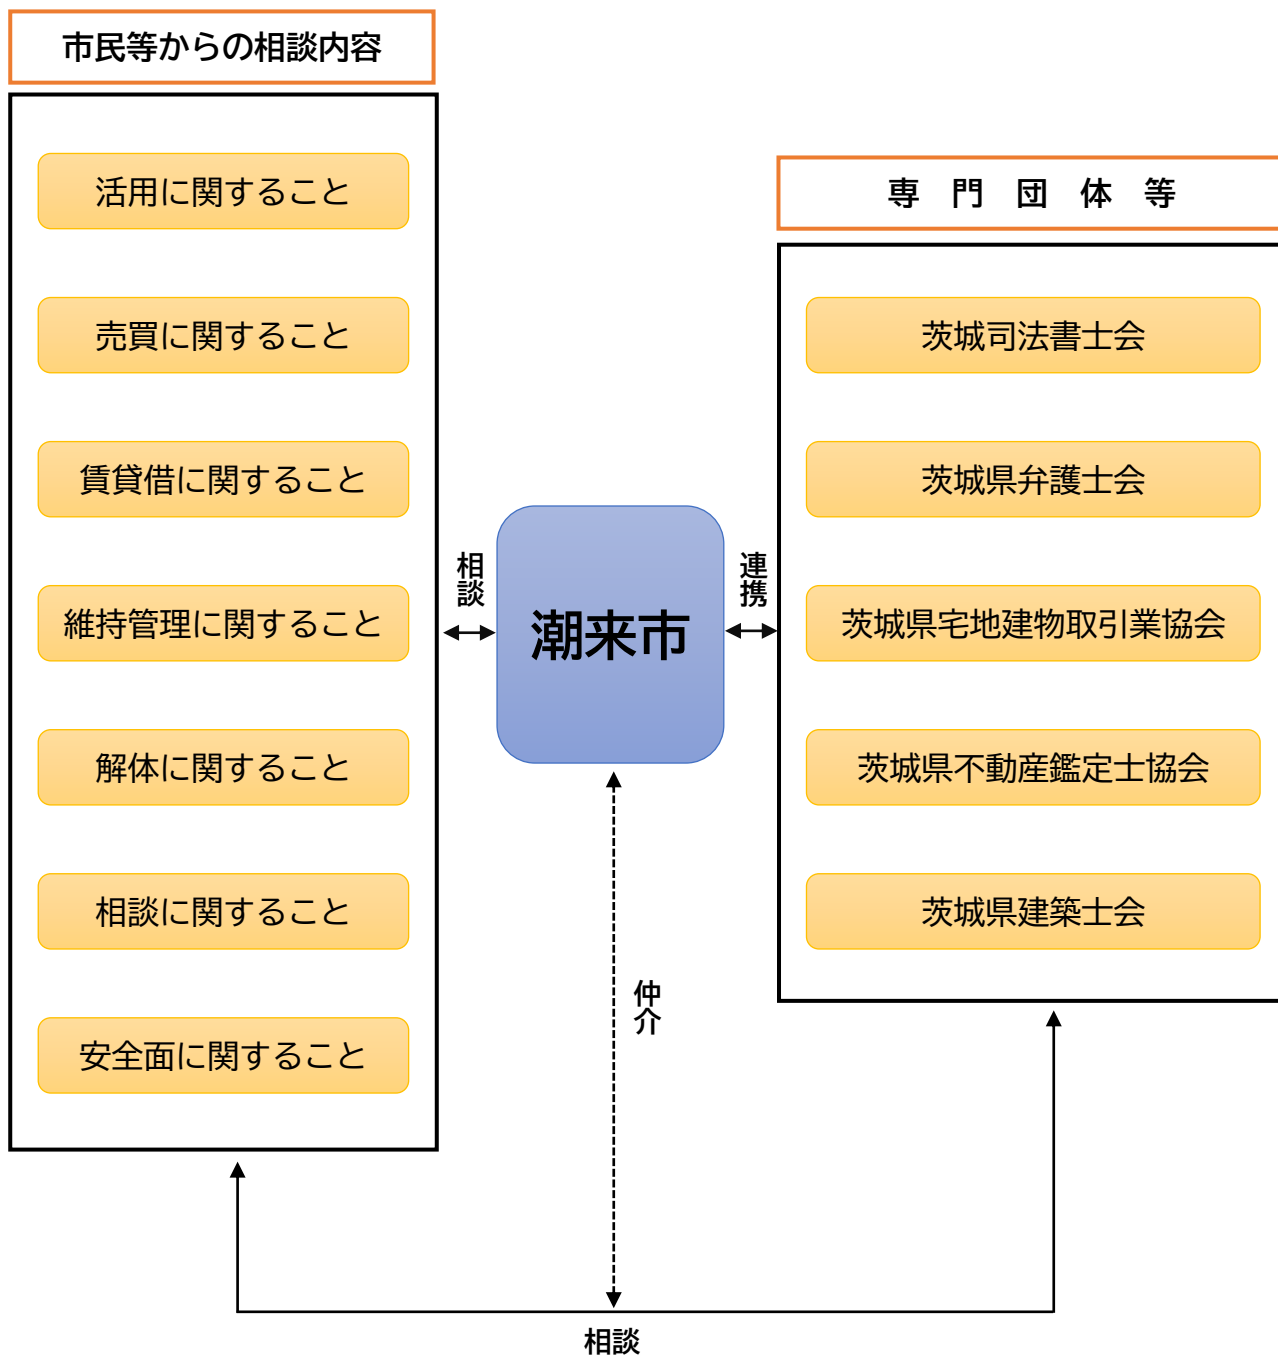 市民等からの相談内容
活用に関すること
売買に関すること
賃貸借に関すること
維持管理に関すること
解体に関すること
相談に関すること
安全面に関すること
相談
潮来市
連携
専　門　団　体　等
茨城司法書士会
茨城県弁護士会
茨城県宅地建物取引業協会
茨城県不動産鑑定士協会
茨城県建築士会
仲介
相談